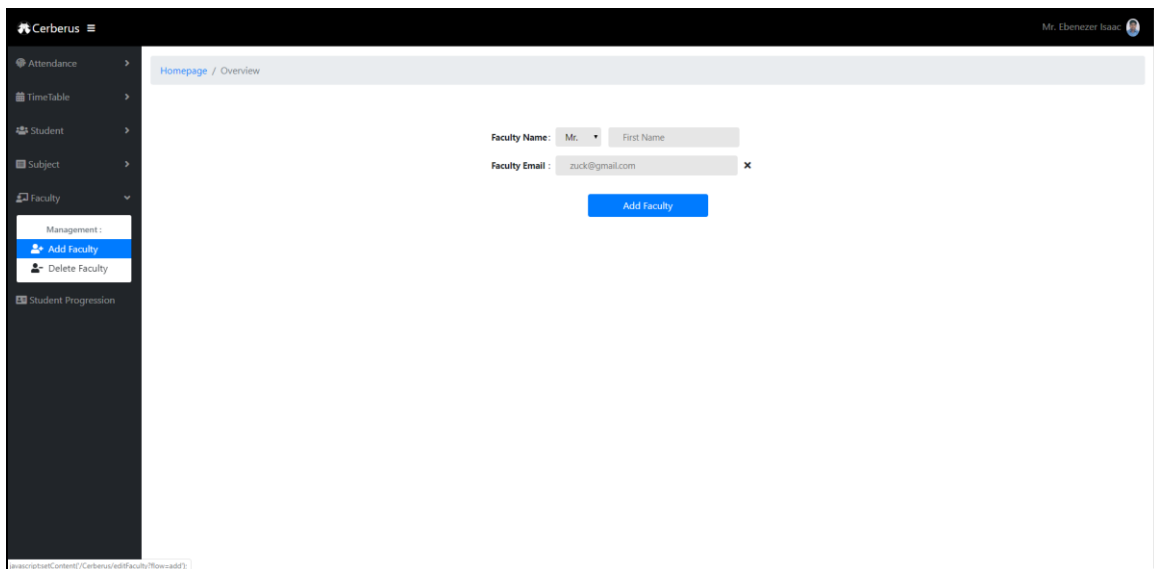 Cerberus
Mr. Ebenezer Isaac
Attendance
TimeTable
Student
Subject
Faculty
Management :
Add Faculty
Delete Faculty
Student Progression
Homepage / Overview
Faculty Name: Mr. First Name
Faculty Email : zuck@gmail.com
Add Faculty
javascript:setContent('/Cerberus/editFaculty?flow=add');